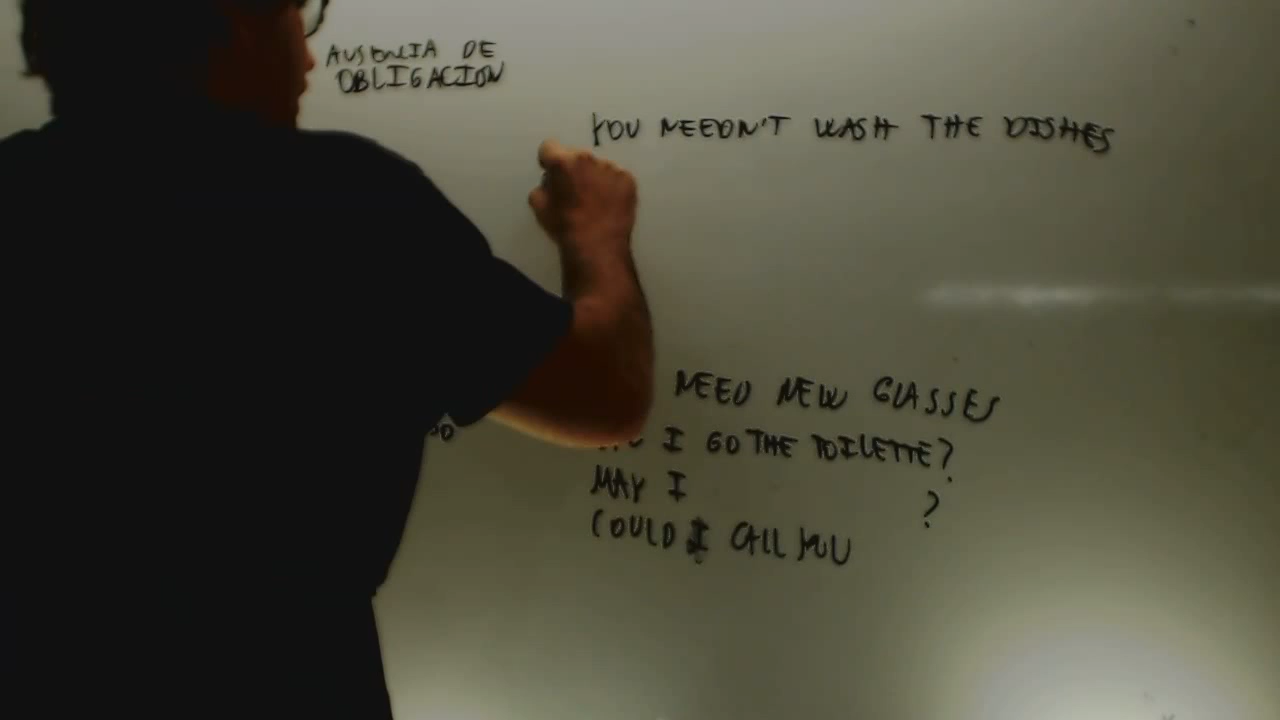 AUSENCIA DE
OBLIGACION
YOU NEEDN'T WASH THE DISHES
NEED NEW GLASSES
I GO THE TOILETTE?
MAY I ?
COULD I CALL YOU